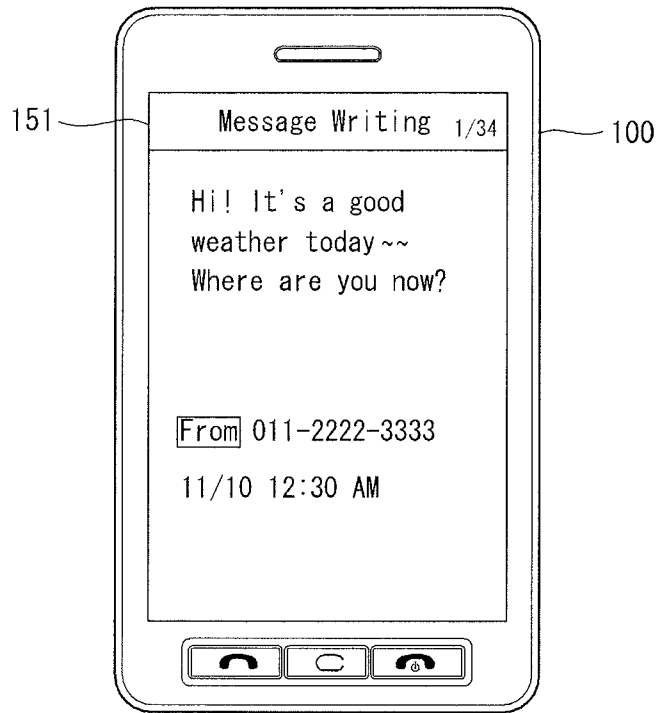 151
Message Writing 1/34
100
Hi! It's a good
weather today~~
Where are you now?
From 011-2222-3333
11/10 12:30 AM